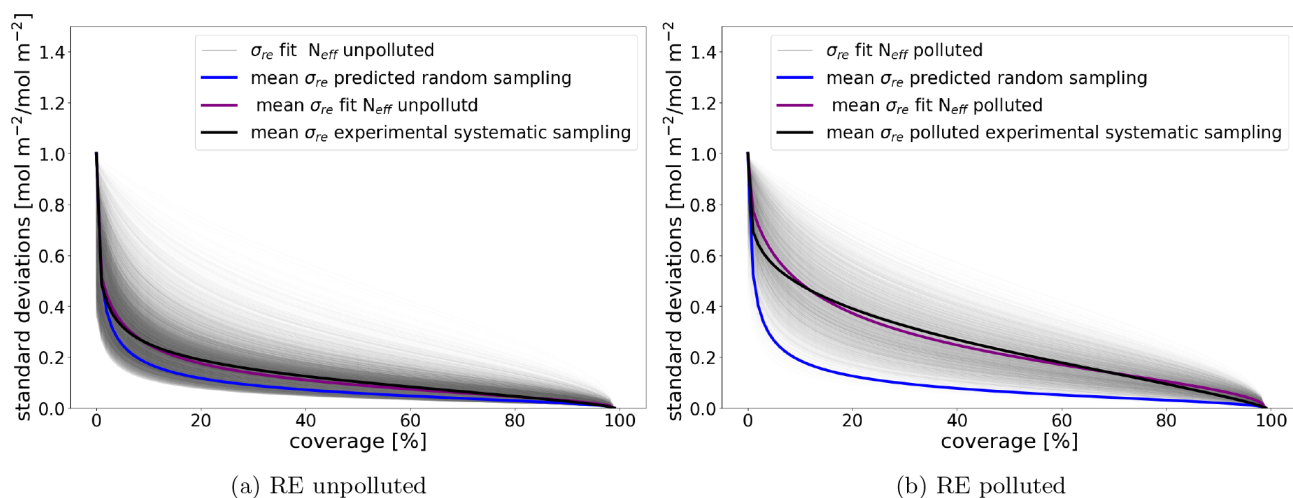 σre fit Neff unpolluted
mean σre predicted random sampling
mean σre fit Neff unpollutd
mean σre experimental systematic sampling
standard deviations [mol m−2/mol m−2
1.4
1.2
1.0
0.8
0.6
0.4
0.2
0.0
0 20 40 60 80 100
coverage [%]
(a) RE unpolluted
σre fit Neff polluted
mean σre predicted random sampling
mean σre fit Neff polluted
mean σre polluted experimental systematic sampling
standard deviations [mol m−2/mol m−2
1.4
1.2
1.0
0.8
0.6
0.4
0.2
0.0
0 20 40 60 80 100
coverage [%]
(b) RE polluted